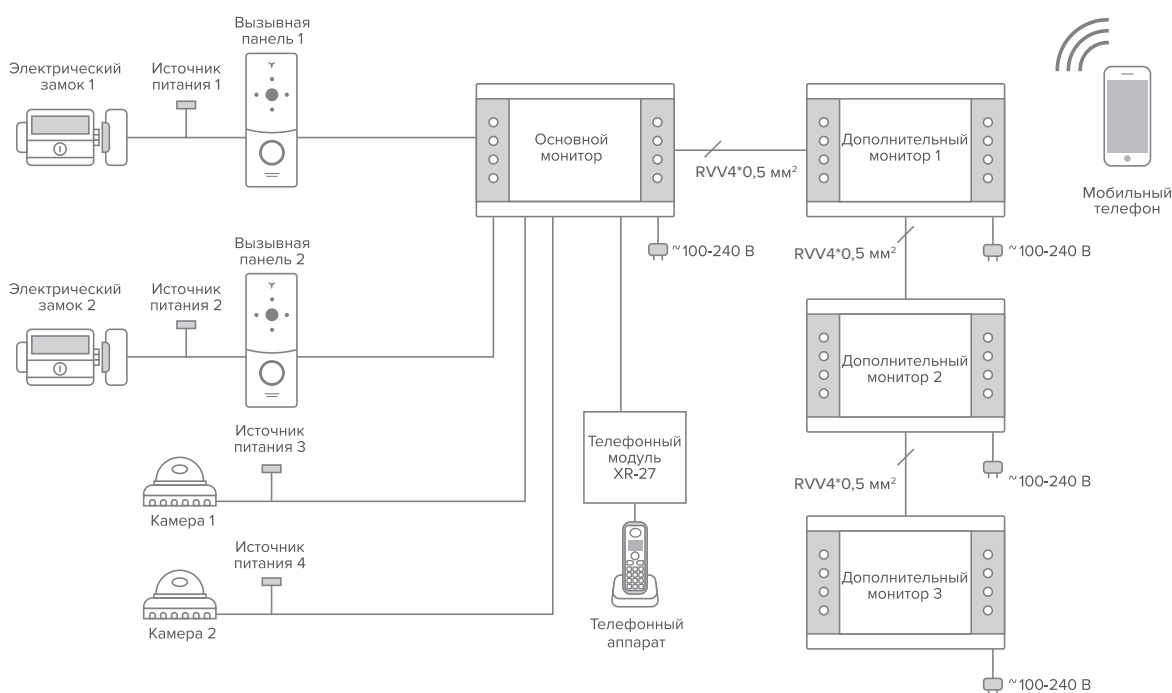 Вызывная
панель 1
Электрический
замок 1
Источник
питания 1
Основной
монитор
RVV4*0,5 мм²
Дополнительный
монитор 1
Мобильный
телефон
~100-240 В
RVV4*0,5 мм²
~100-240 В
Вызывная
панель 2
Электрический
замок 2
Источник
питания 2
Дополнительный
монитор 2
Источник
питания 3
Камера 1
Телефонный
модуль
XR-27
RVV4*0,5 мм²
~100-240 В
Источник
питания 4
Камера 2
Телефонный
аппарат
Дополнительный
монитор 3
~100-240 В